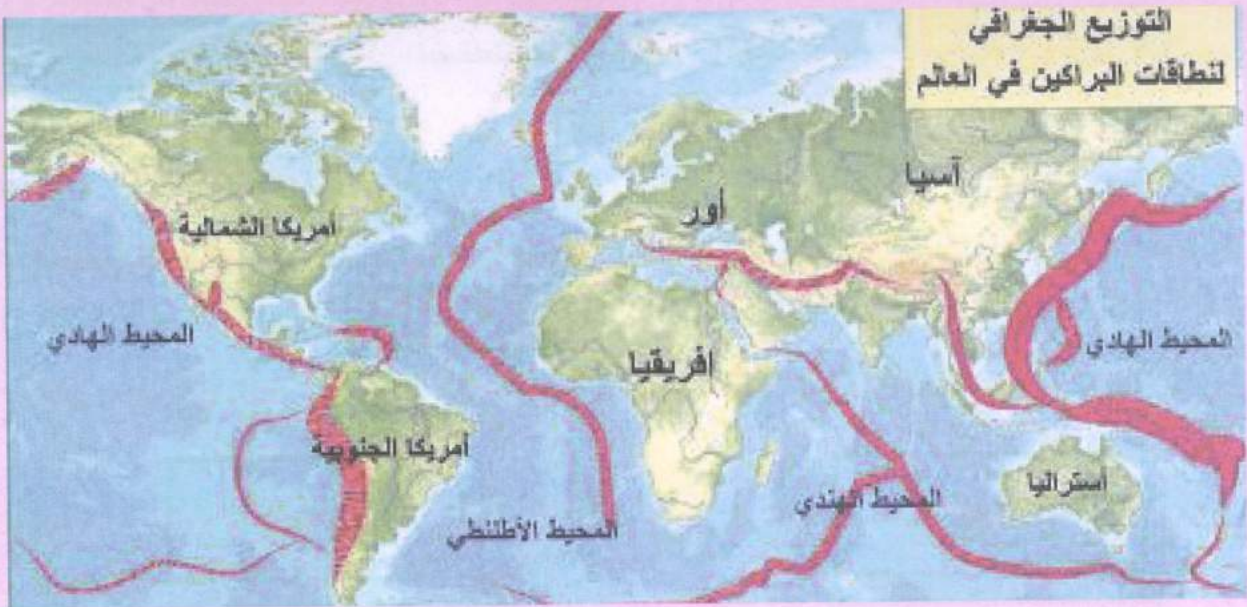 التوزيع الجغرافي
لنطاقات البراكين في العالم
آسيا
أور
أمريكا الشمالية
المحيط الهادي
المحيط الهادي
إفريقيا
أمريكا الجنوبية
أستراليا
المحيط الهندي
المحيط الأطلنطي